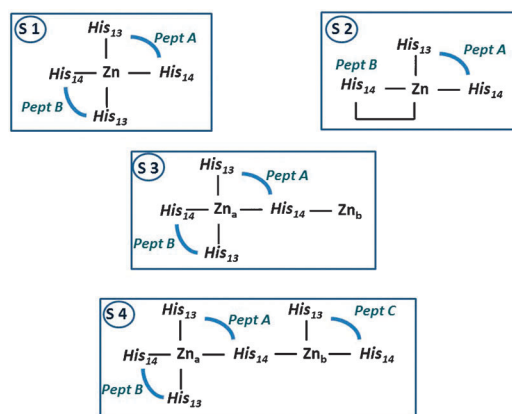 S 1
His13
Pept A
His14 Zn His14
Pept B
His13
S 2
His13
Pept A
Pept B
His14 Zn His14
S 3
His13
Pept A
His14 Zna His14 Znb
Pept B
His13
S 4
His13 His13
Pept A Pept C
His14 Zna His14 Znb His14
Pept B
His13